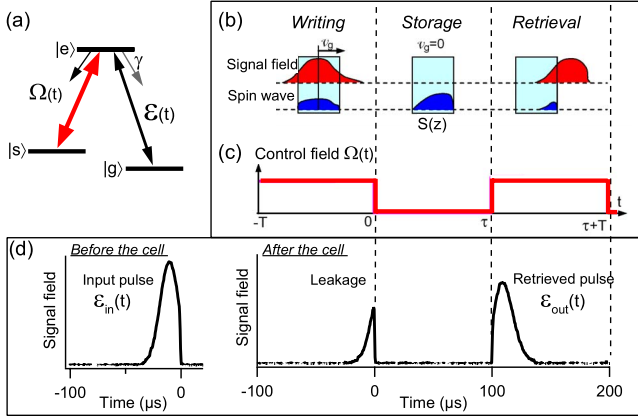 (a)
|e⟩
γ
Ω(t)
ℰ(t)
|s⟩
|g⟩
(b)
Writing
Storage
Retrieval
v_g
v_g=0
Signal field
Spin wave
S(z)
(c)
Control field Ω(t)
t
-T
0
τ
τ+T
(d)
Before the cell
After the cell
Signal field
Input pulse
ℰ_in(t)
-100
0
Time (μs)
Signal field
Leakage
Retrieved pulse
ℰ_out(t)
-100
0
100
200
Time (μs)